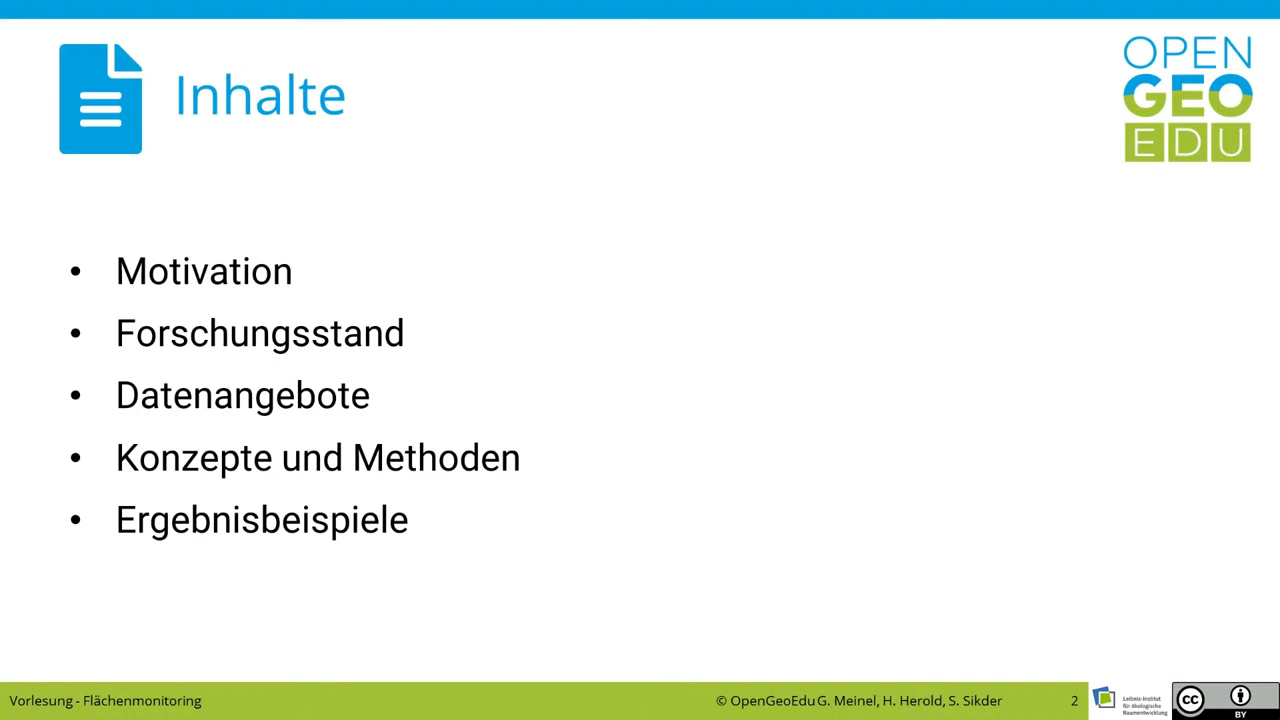 Inhalte
OPEN
GEO
EDU
• Motivation
• Forschungsstand
• Datenangebote
• Konzepte und Methoden
• Ergebnisbeispiele
Vorlesung - Flächenmonitoring
© OpenGeoEdu G. Meinel, H. Herold, S. Sikder
2
Leibniz-Institut
für ökologische
Raumentwicklung
CC
BY